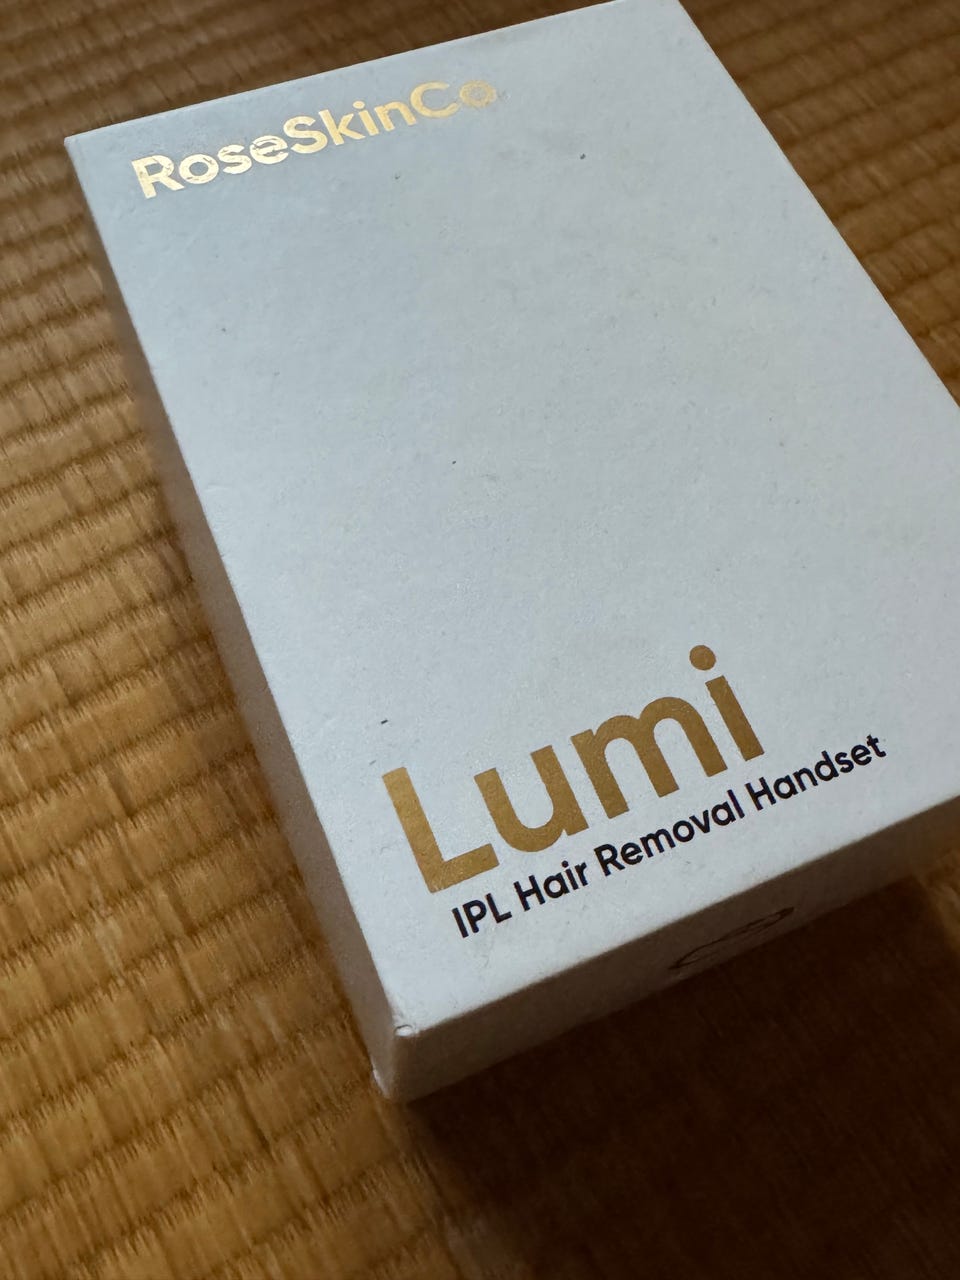 RoseSkinCo
Lumi
IPL Hair Removal Handset